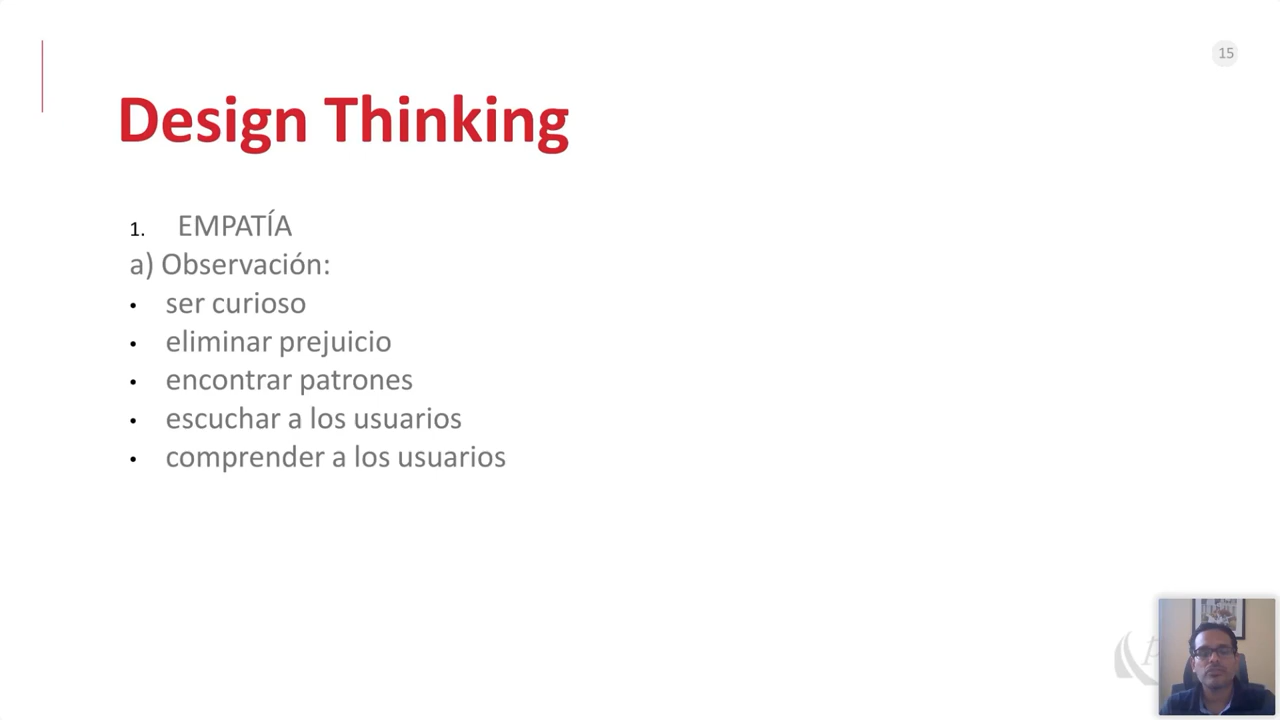 15
Design Thinking
1. EMPATÍA
a) Observación:
• ser curioso
• eliminar prejuicio
• encontrar patrones
• escuchar a los usuarios
• comprender a los usuarios